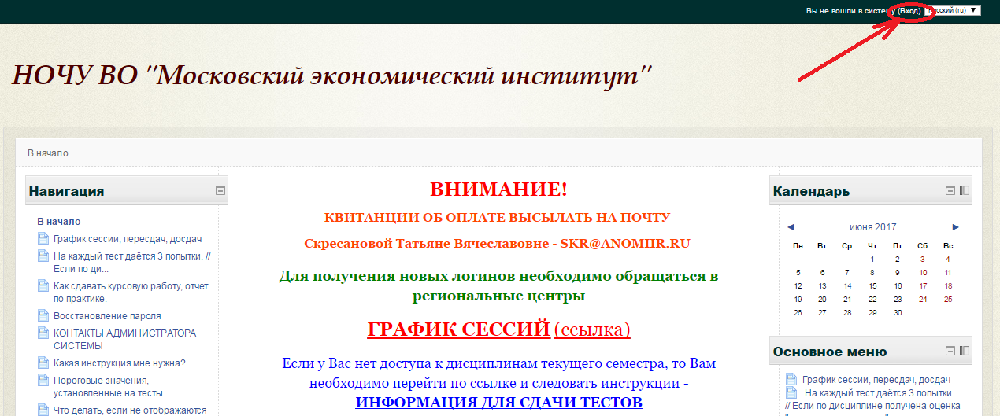 Вы не вошли в систему (Вход) Русский (ru)
НОЧУ ВО "Московский экономический институт"
В начало
Навигация
В начало
График сессии, пересдач, досдач
На каждый тест даётся 3 попытки. //
Если по ди...
Как сдавать курсовую работу, отчет
по практике.
Восстановление пароля
КОНТАКТЫ АДМИНИСТРАТОРА
СИСТЕМЫ
Какая инструкция мне нужна?
Пороговые значения,
установленные на тесты
Что делать, если не отображаются
ВНИМАНИЕ!
КВИТАНЦИИ ОБ ОПЛАТЕ ВЫСЫЛАТЬ НА ПОЧТУ
Скресановой Татьяне Вячеславовне - SKR@ANOMIIR.RU
Для получения новых логинов необходимо обращаться в
региональные центры
ГРАФИК СЕССИЙ (ссылка)
Если у Вас нет доступа к дисциплинам текущего семестра, то Вам
необходимо перейти по ссылке и следовать инструкции -
ИНФОРМАЦИЯ ДЛЯ СДАЧИ ТЕСТОВ
Календарь
◄ июня 2017 ►
Пн Вт Ср Чт Пт Сб Вс
1 2 3 4
5 6 7 8 9 10 11
12 13 14 15 16 17 18
19 20 21 22 23 24 25
26 27 28 29 30
Основное меню
График сессии, пересдач, досдач
На каждый тест даётся 3 попытки.
// Если по дисциплине получена оценка